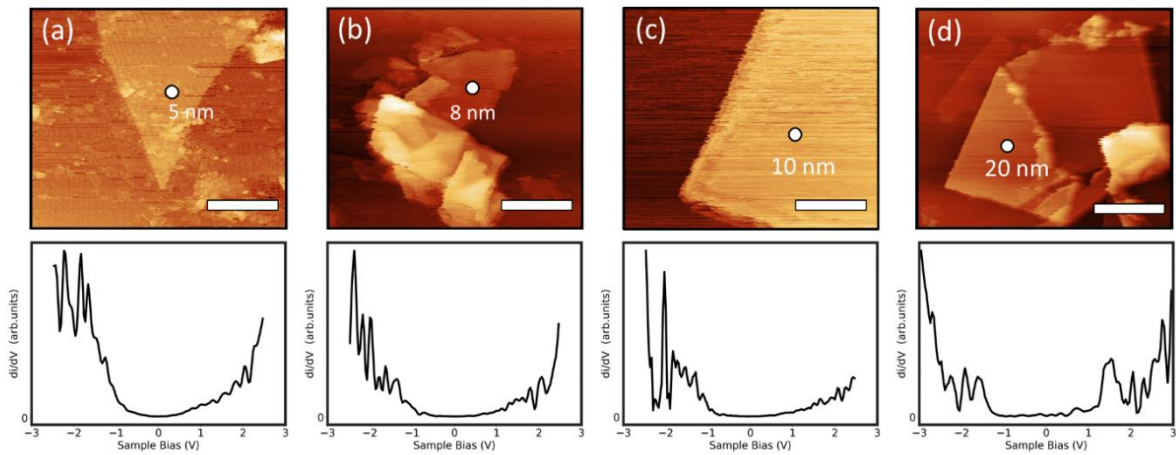 (a) (b) (c) (d)
5 nm 8 nm 10 nm 20 nm
di/dV (arb.units) di/dV (arb.units) di/dV (arb.units) di/dV (arb.units)
0 0 0 0
−3 −2 −1 0 1 2 3 −3 −2 −1 0 1 2 3 −3 −2 −1 0 1 2 3 −3 −2 −1 0 1 2 3
Sample Bias (V) Sample Bias (V) Sample Bias (V) Sample Bias (V)